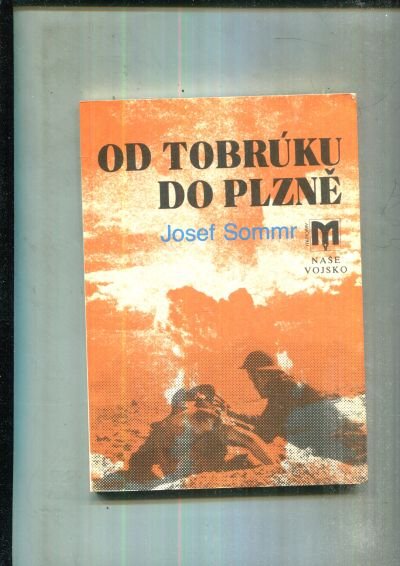 OD TOBRÚKU
DO PLZNĚ
Josef Sommr
M
NAŠE
VOJSKO